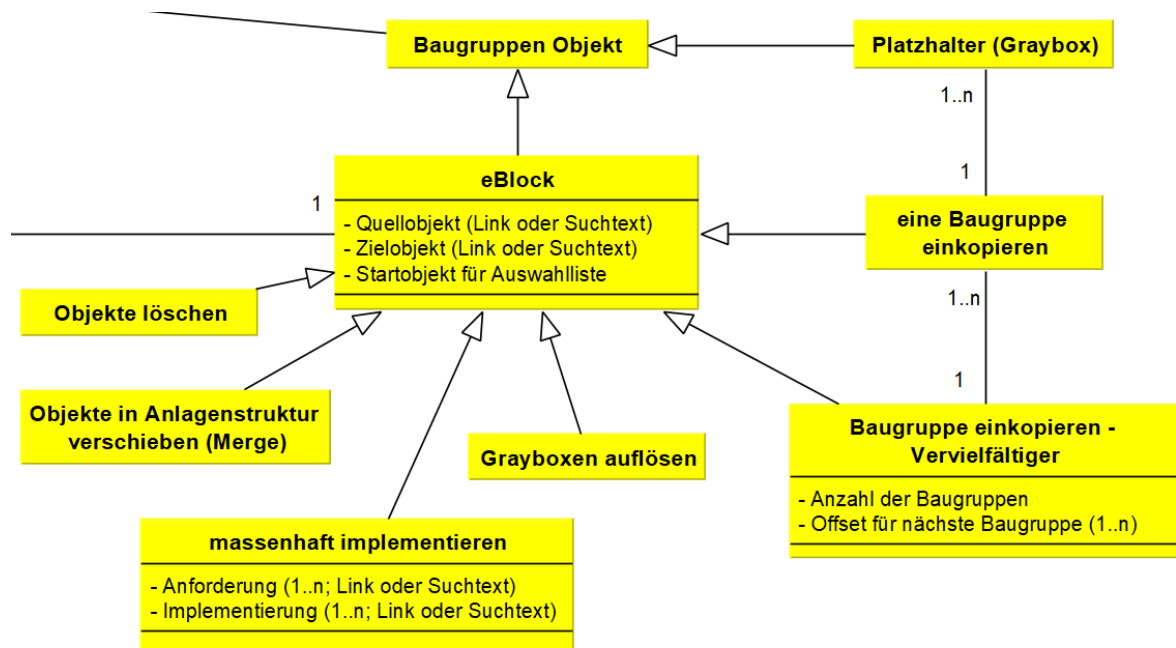 Baugruppen Objekt
Platzhalter (Graybox)
1..n
1
eBlock
- Quellobjekt (Link oder Suchtext)
- Zielobjekt (Link oder Suchtext)
- Startobjekt für Auswahlliste
1
eine Baugruppe
einkopieren
1..n
1
Objekte löschen
Objekte in Anlagenstruktur
verschieben (Merge)
Grayboxen auflösen
Baugruppe einkopieren -
Vervielfältiger
- Anzahl der Baugruppen
- Offset für nächste Baugruppe (1..n)
massenhaft implementieren
- Anforderung (1..n; Link oder Suchtext)
- Implementierung (1..n; Link oder Suchtext)